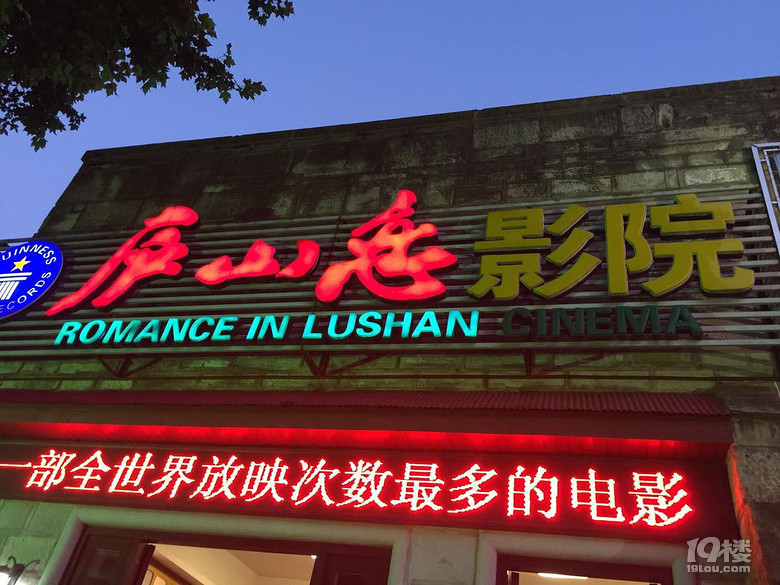 GUINNESS
RECORDS
庐山恋影院
ROMANCE IN LUSHAN CINEMA
一部全世界放映次数最多的电影
19楼
19lou.com